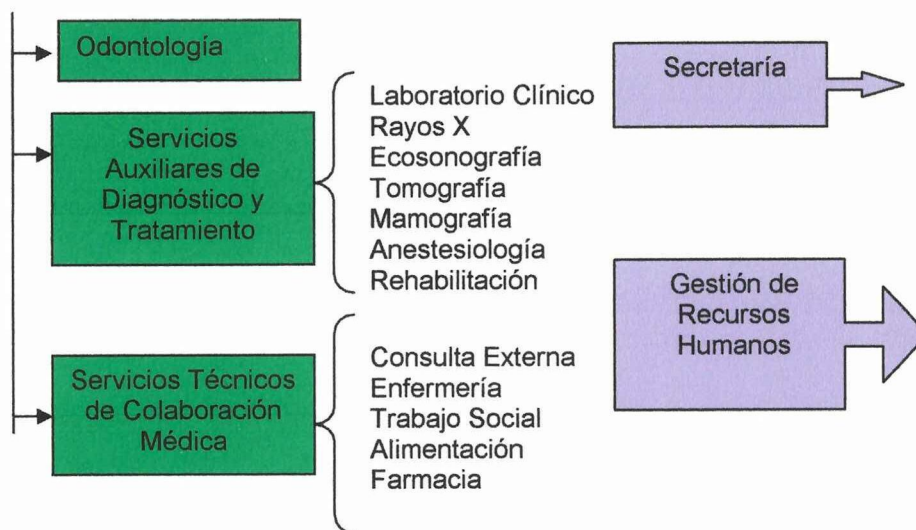 Odontología
Servicios
Auxiliares de
Diagnóstico y
Tratamiento
Laboratorio Clínico
Rayos X
Ecosonografía
Tomografía
Mamografía
Anestesiología
Rehabilitación
Servicios Técnicos
de Colaboración
Médica
Consulta Externa
Enfermería
Trabajo Social
Alimentación
Farmacia
Secretaría
Gestión de
Recursos
Humanos